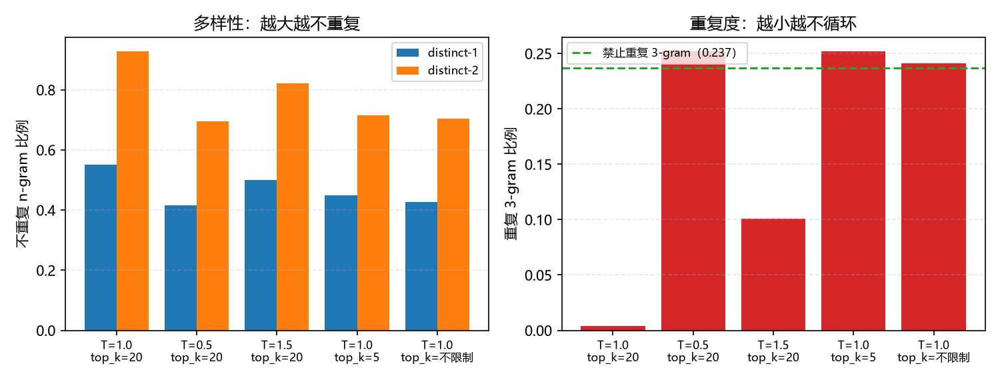 多样性：越大越不重复
不重复 n-gram 比例
0.8
0.6
0.4
0.2
0.0
distinct-1
distinct-2
T=1.0
top_k=20
T=0.5
top_k=20
T=1.5
top_k=20
T=1.0
top_k=5
T=1.0
top_k=不限制
重复度：越小越不循环
重复 3-gram 比例
0.25
0.20
0.15
0.10
0.05
0.00
禁止重复 3-gram（0.237）
T=1.0
top_k=20
T=0.5
top_k=20
T=1.5
top_k=20
T=1.0
top_k=5
T=1.0
top_k=不限制